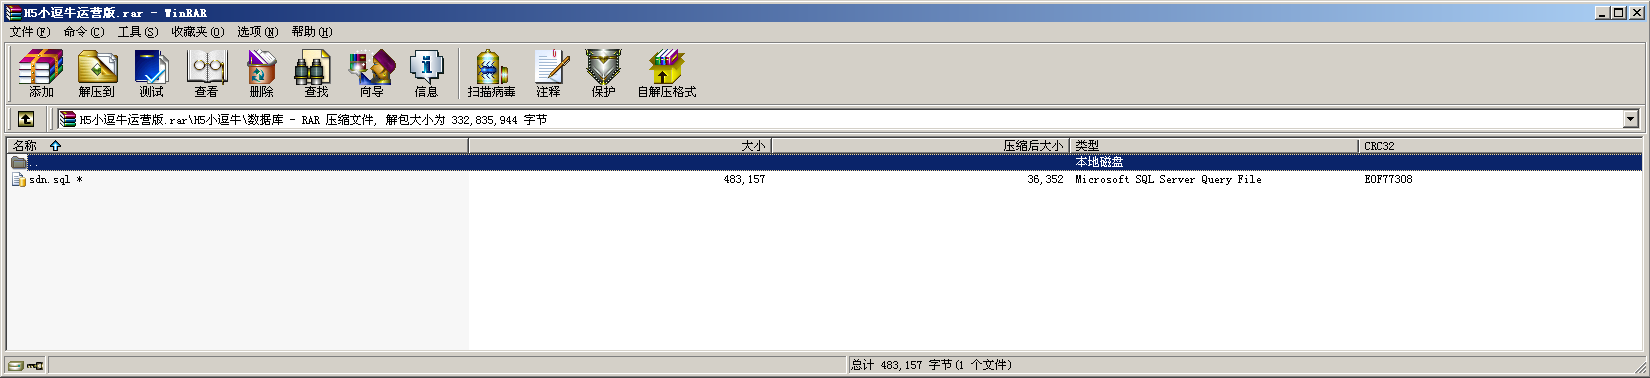 H5小逗牛运营版.rar - WinRAR
文件(F) 命令(C) 工具(S) 收藏夹(O) 选项(N) 帮助(H)
添加 解压到 测试 查看 删除 查找 向导 信息 扫描病毒 注释 保护 自解压格式
H5小逗牛运营版.rar\H5小逗牛\数据库 - RAR 压缩文件, 解包大小为 332,835,944 字节
名称 大小 压缩后大小 类型 CRC32
.. 本地磁盘
sdn.sql * 483,157 36,352 Microsoft SQL Server Query File E0F77308
总计 483,157 字节(1 个文件)